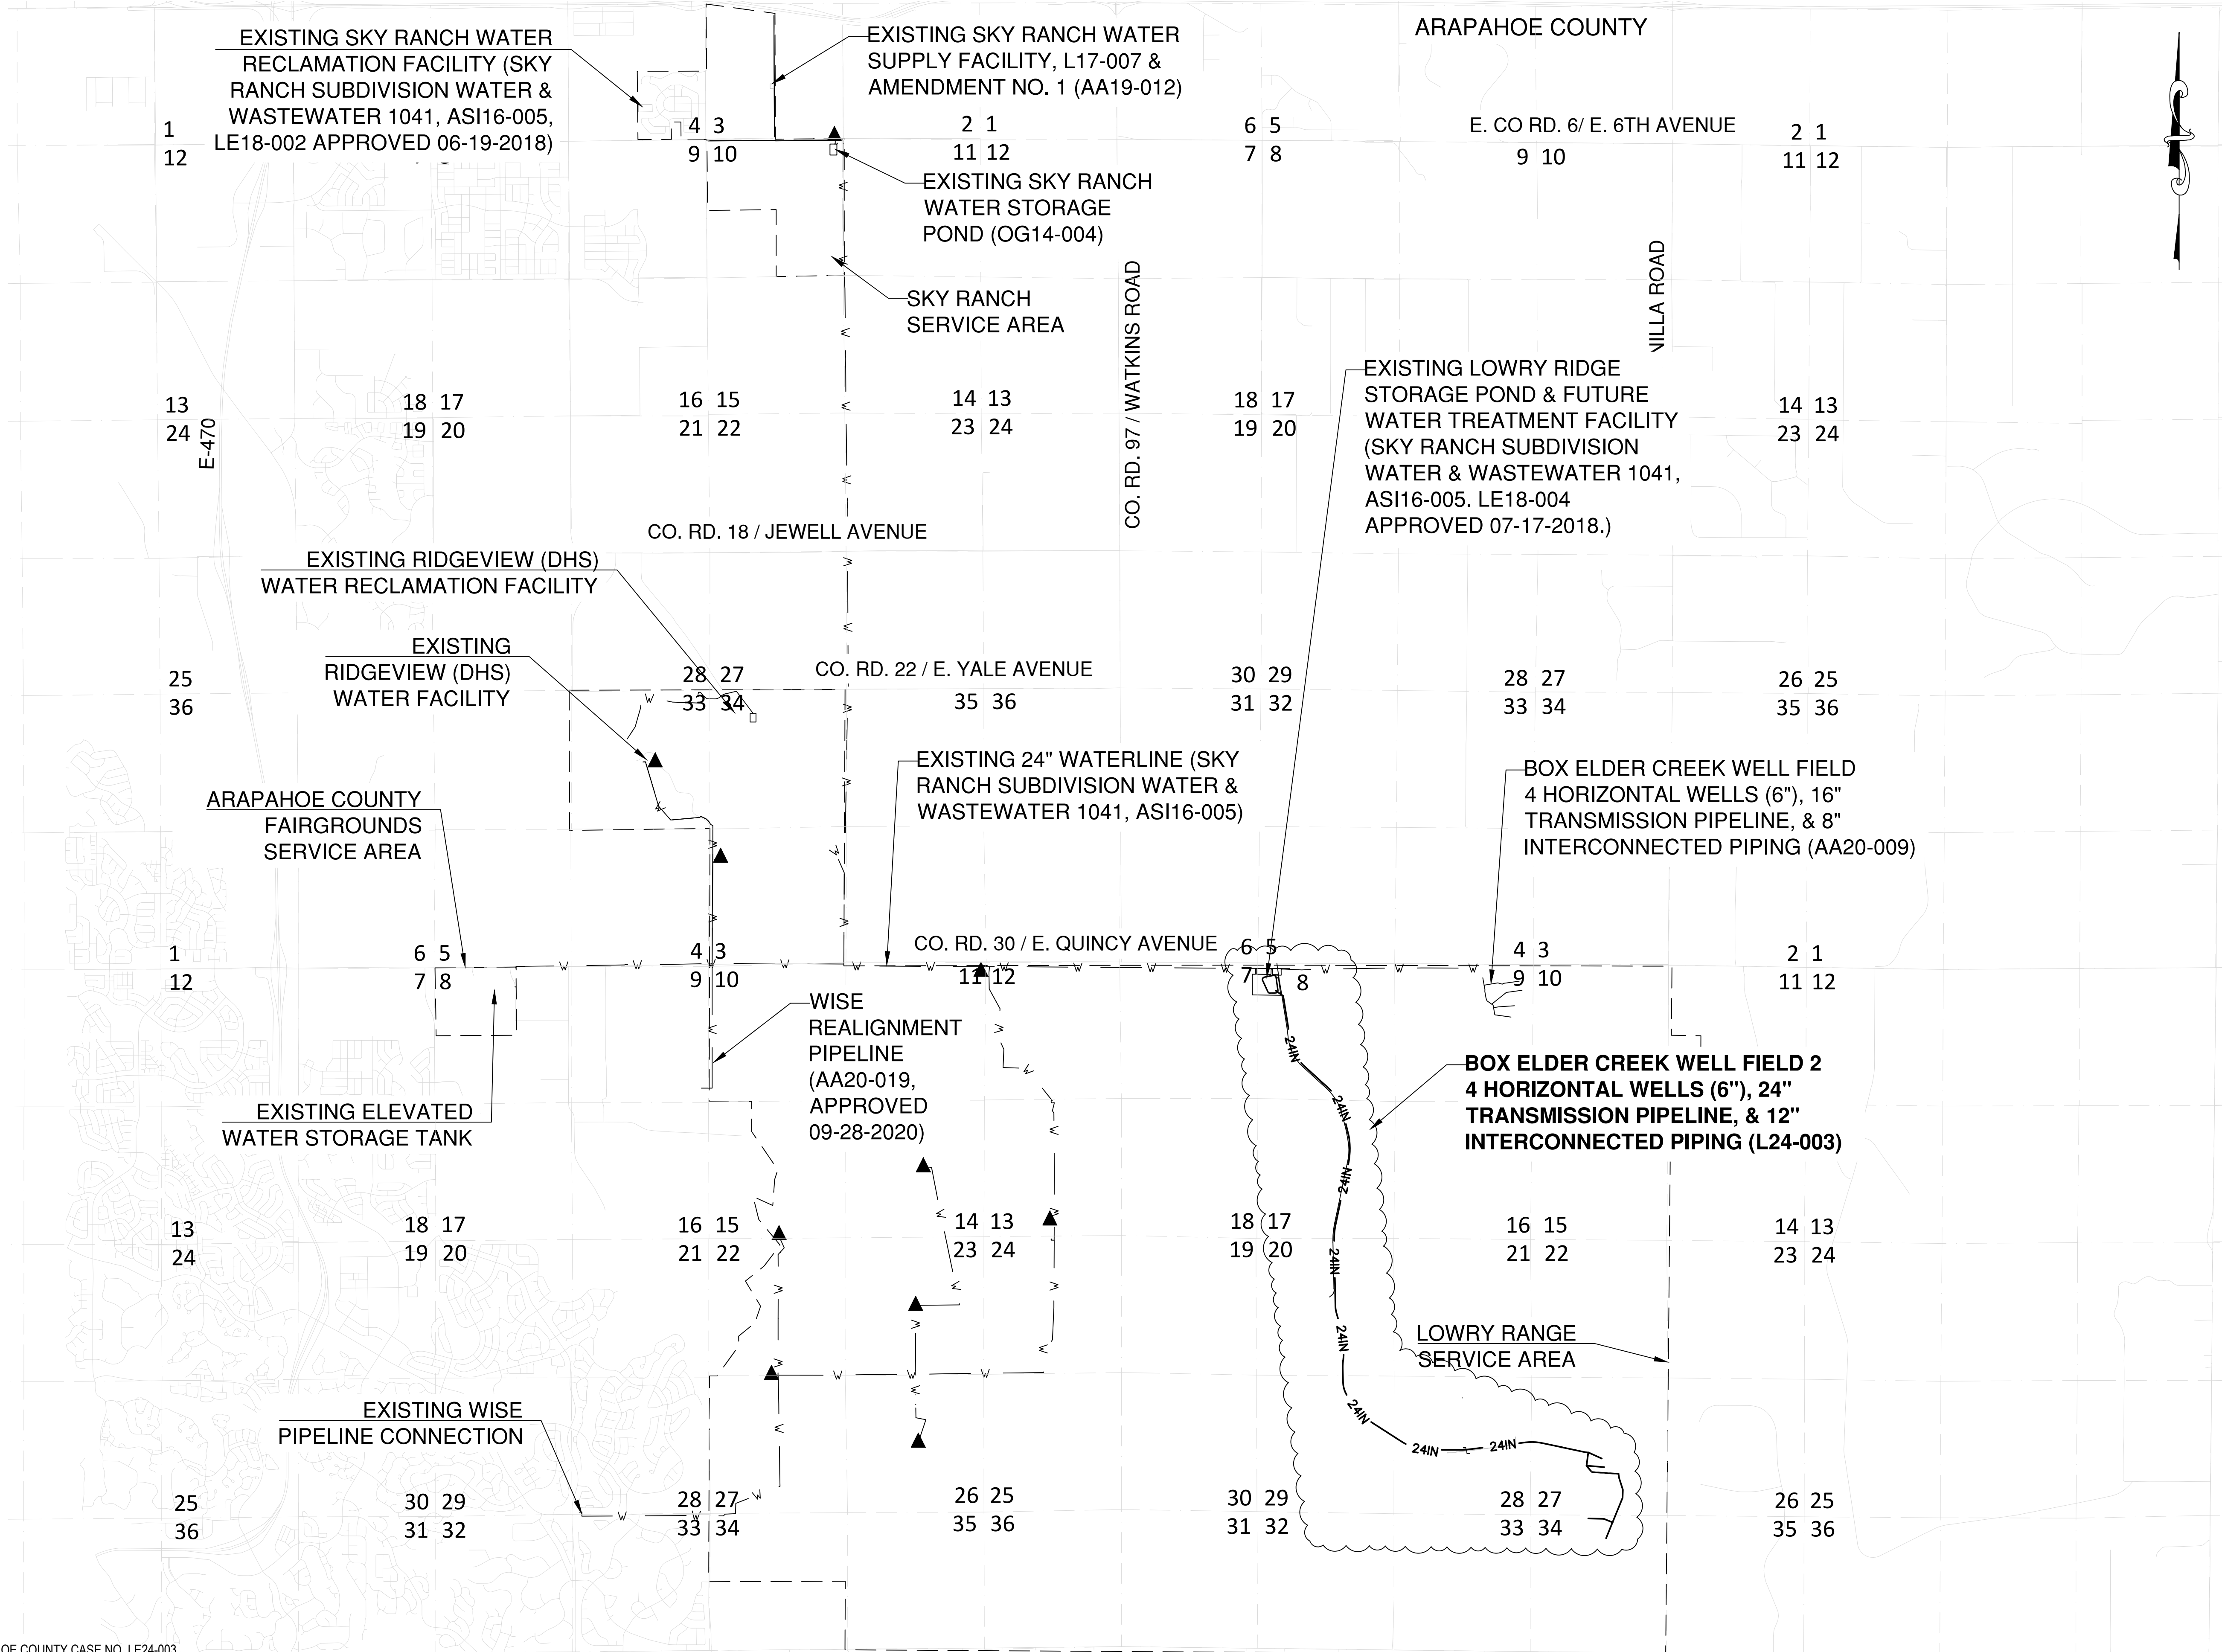 ARAPAHOE COUNTY
EXISTING SKY RANCH WATER
RECLAMATION FACILITY (SKY
RANCH SUBDIVISION WATER &
WASTEWATER 1041, ASI16-005,
LE18-002 APPROVED 06-19-2018)
EXISTING SKY RANCH WATER
SUPPLY FACILITY, L17-007 &
AMENDMENT NO. 1 (AA19-012)
E. CO RD. 6/ E. 6TH AVENUE
1
12
4 3
9 10
2 1
11 12
6 5
7 8
9 10
2 1
11 12
EXISTING SKY RANCH
WATER STORAGE
POND (OG14-004)
SKY RANCH
SERVICE AREA
CO. RD. 97 / WATKINS ROAD
NILLA ROAD
E-470
EXISTING LOWRY RIDGE
STORAGE POND & FUTURE
WATER TREATMENT FACILITY
(SKY RANCH SUBDIVISION
WATER & WASTEWATER 1041,
ASI16-005. LE18-004
APPROVED 07-17-2018.)
13
24
18 17
19 20
16 15
21 22
14 13
23 24
18 17
19 20
14 13
23 24
CO. RD. 18 / JEWELL AVENUE
EXISTING RIDGEVIEW (DHS)
WATER RECLAMATION FACILITY
EXISTING
RIDGEVIEW (DHS)
WATER FACILITY
CO. RD. 22 / E. YALE AVENUE
25
36
28 27
33 34
35 36
30 29
31 32
28 27
33 34
26 25
35 36
EXISTING 24" WATERLINE (SKY
RANCH SUBDIVISION WATER &
WASTEWATER 1041, ASI16-005)
BOX ELDER CREEK WELL FIELD
4 HORIZONTAL WELLS (6"), 16"
TRANSMISSION PIPELINE, & 8"
INTERCONNECTED PIPING (AA20-009)
ARAPAHOE COUNTY
FAIRGROUNDS
SERVICE AREA
CO. RD. 30 / E. QUINCY AVENUE
1
12
6 5
7 8
4 3
9 10
11 12
6 5
7 8
4 3
9 10
2 1
11 12
WISE
REALIGNMENT
PIPELINE
(AA20-019,
APPROVED
09-28-2020)
EXISTING ELEVATED
WATER STORAGE TANK
BOX ELDER CREEK WELL FIELD 2
4 HORIZONTAL WELLS (6"), 24"
TRANSMISSION PIPELINE, & 12"
INTERCONNECTED PIPING (L24-003)
24IN
24IN
24IN
24IN
24IN
24IN
24IN
24IN
13
24
18 17
19 20
16 15
21 22
14 13
23 24
18 17
19 20
16 15
21 22
14 13
23 24
LOWRY RANGE
SERVICE AREA
EXISTING WISE
PIPELINE CONNECTION
25
36
30 29
31 32
28 27
33 34
26 25
35 36
30 29
31 32
28 27
33 34
26 25
35 36
OE COUNTY CASE NO. LE24-003